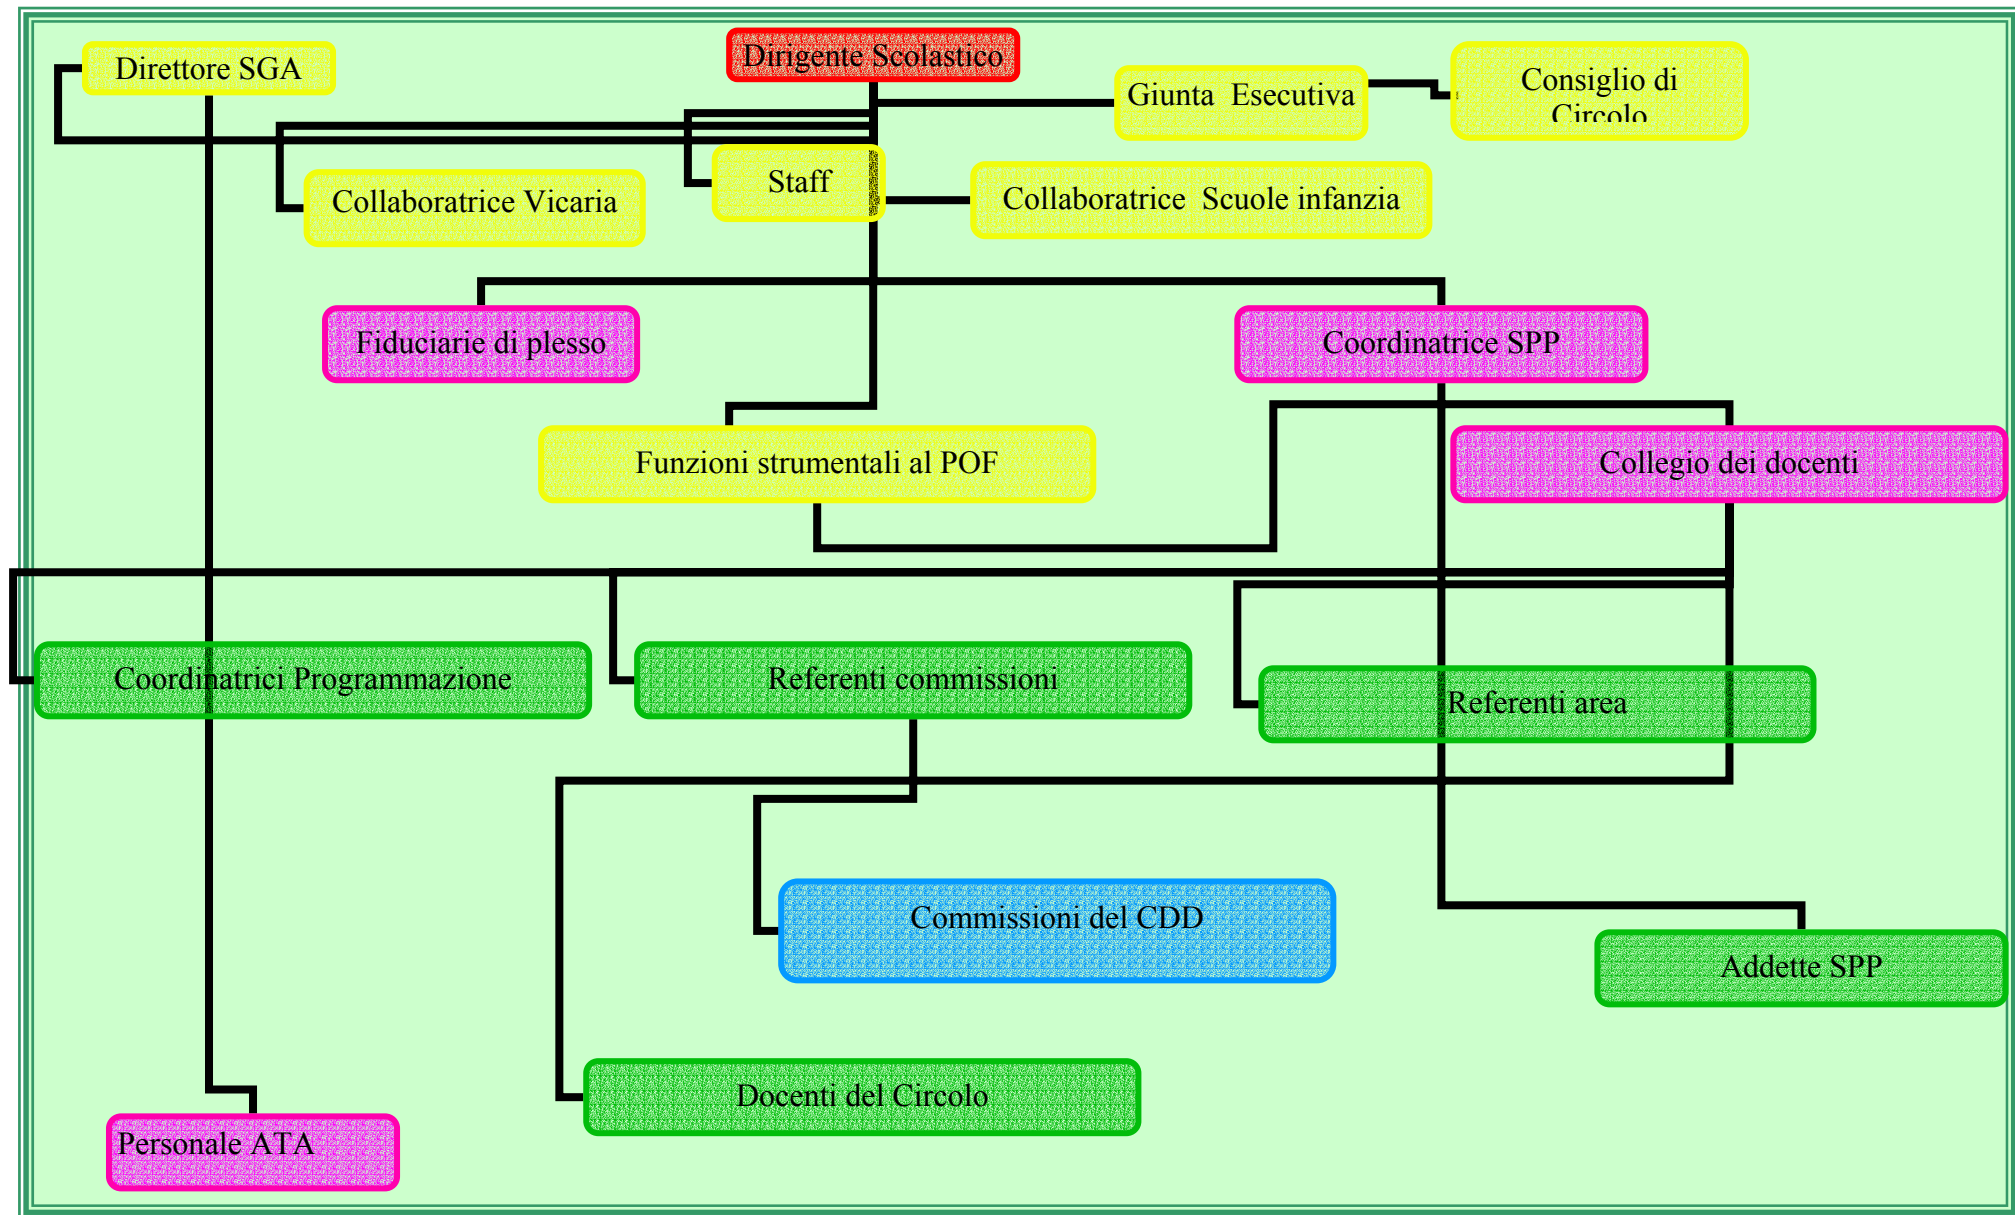 Direttore SGA
Dirigente Scolastico
Giunta Esecutiva
Consiglio di
Circolo
Collaboratrice Vicaria
Staff
Collaboratrice Scuole infanzia
Fiduciarie di plesso
Coordinatrice SPP
Funzioni strumentali al POF
Collegio dei docenti
Coordinatrici Programmazione
Referenti commissioni
Referenti area
Commissioni del CDD
Addette SPP
Docenti del Circolo
Personale ATA